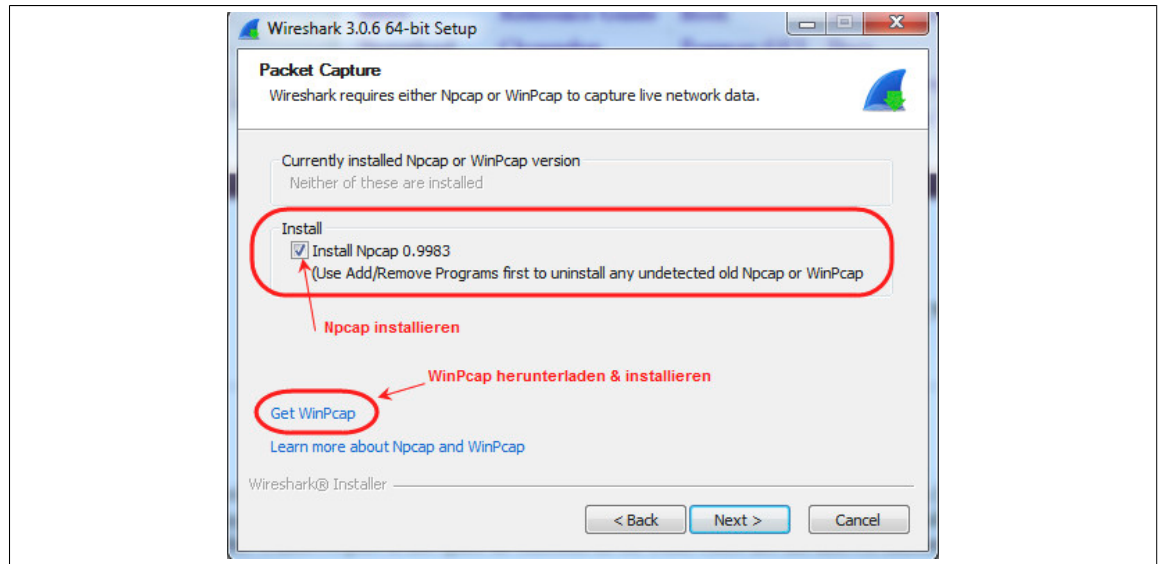 Wireshark 3.0.6 64-bit Setup
Packet Capture
Wireshark requires either Npcap or WinPcap to capture live network data.
Currently installed Npcap or WinPcap version
Neither of these are installed
Install
Install Npcap 0.9983
(Use Add/Remove Programs first to uninstall any undetected old Npcap or WinPcap
Npcap installieren
WinPcap herunterladen & installieren
Get WinPcap
Learn more about Npcap and WinPcap
Wireshark® Installer
< Back
Next >
Cancel